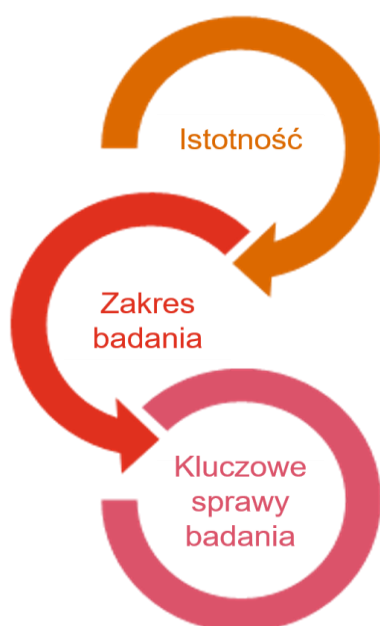 Istotność
Zakres
badania
Kluczowe
sprawy
badania